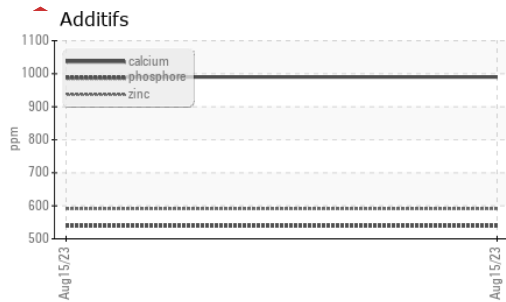 Additifs
1100
calcium
1000
phosphore
zinc
900
800
ppm
700
600
500
Aug15/23
Aug15/23